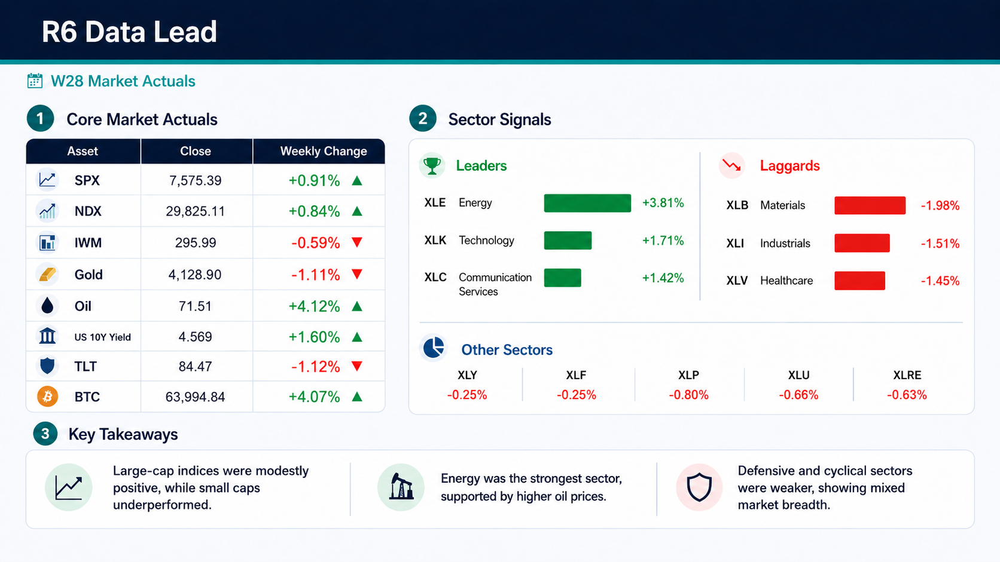 R6 Data Lead
W28 Market Actuals
1 Core Market Actuals
Asset Close Weekly Change
SPX 7,575.39 +0.91% ▲
NDX 29,825.11 +0.84% ▲
IWM 295.99 -0.59% ▼
Gold 4,128.90 -1.11% ▼
Oil 71.51 +4.12% ▲
US 10Y Yield 4.569 +1.60% ▲
TLT 84.47 -1.12% ▼
BTC 63,994.84 +4.07% ▲
2 Sector Signals
Leaders
XLE Energy +3.81%
XLK Technology +1.71%
XLC Communication +1.42%
Services
Laggards
XLB Materials -1.98%
XLI Industrials -1.51%
XLV Healthcare -1.45%
Other Sectors
XLY XLF XLP XLU XLRE
-0.25% -0.25% -0.80% -0.66% -0.63%
3 Key Takeaways
Large-cap indices were modestly
positive, while small caps
underperformed.
Energy was the strongest sector,
supported by higher oil prices.
Defensive and cyclical sectors
were weaker, showing mixed
market breadth.